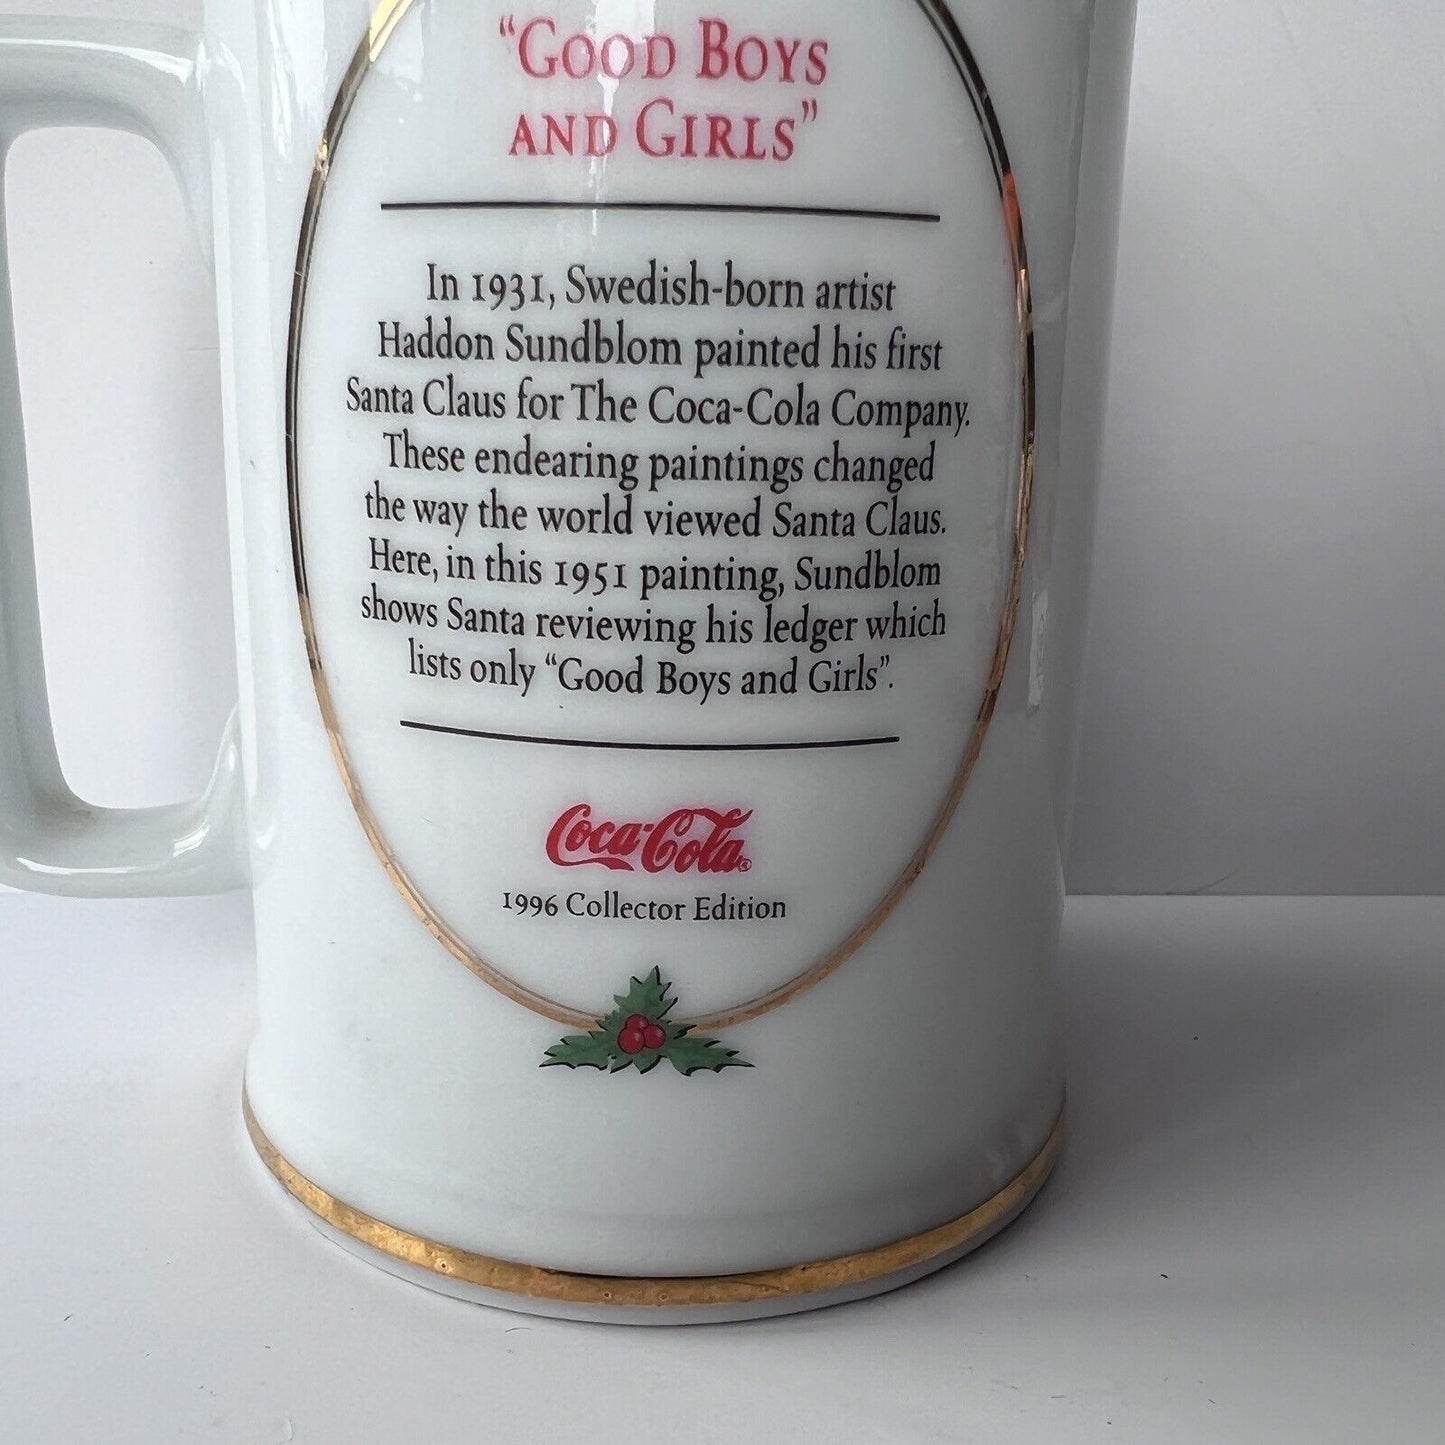 “GOOD BOYS
AND GIRLS”
In 1931, Swedish-born artist
Haddon Sundblom painted his first
Santa Claus for The Coca-Cola Company.
These endearing paintings changed
the way the world viewed Santa Claus.
Here, in this 1951 painting, Sundblom
shows Santa reviewing his ledger which
lists only “Good Boys and Girls”.
Coca-Cola®
1996 Collector Edition